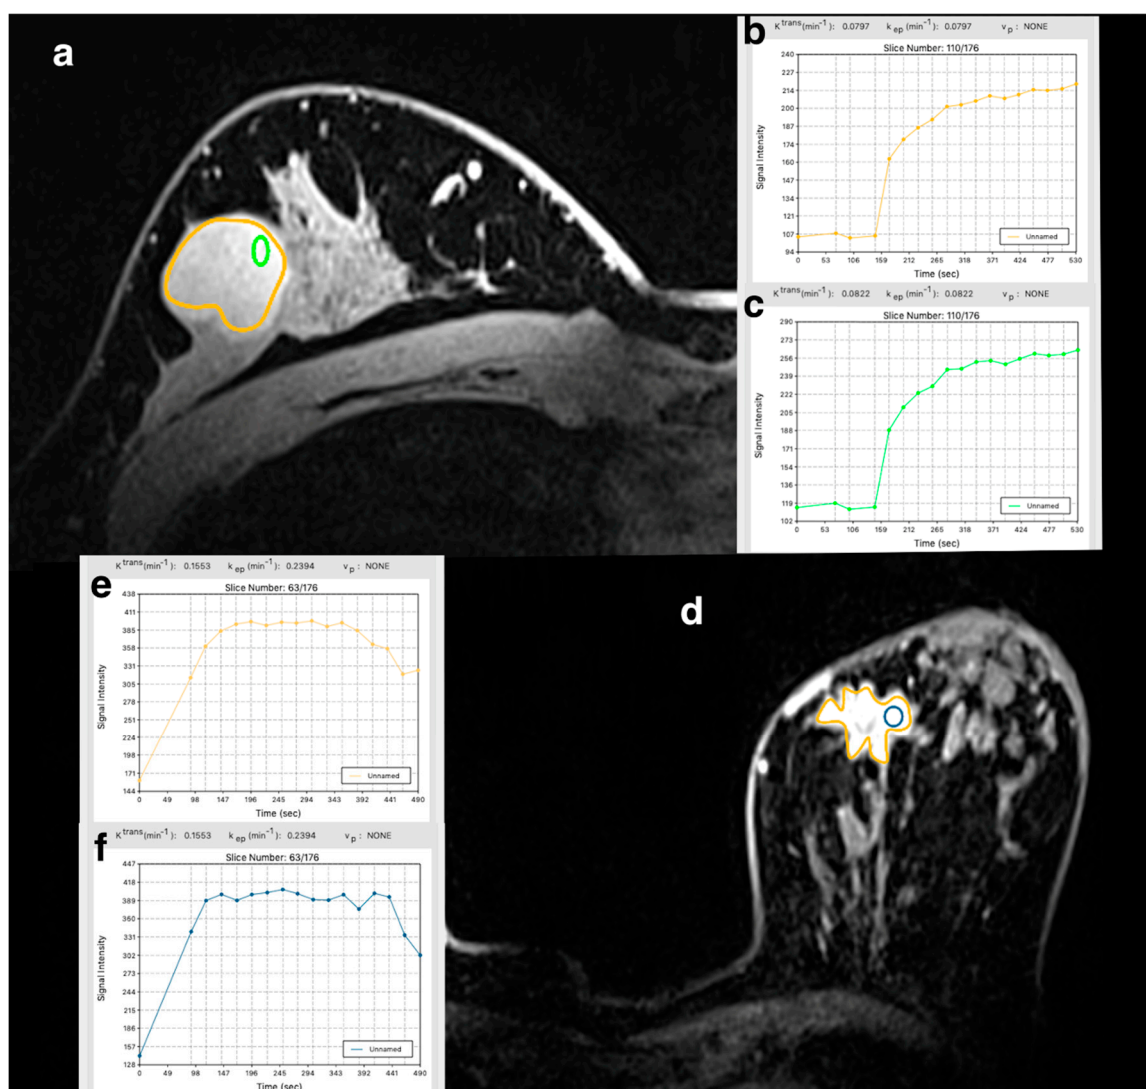 a
b
K trans (min⁻¹): 0.0797 k ep (min⁻¹): 0.0797 v p : NONE
Slice Number: 110/176
Signal Intensity
240
227
214
200
187
174
160
147
134
121
107
94
Unnamed
0 53 106 159 212 265 318 371 424 477 530
Time (sec)
c
K trans (min⁻¹): 0.0822 k ep (min⁻¹): 0.0822 v p : NONE
Slice Number: 110/176
Signal Intensity
290
273
256
239
222
205
188
171
154
136
119
102
Unnamed
0 53 106 159 212 265 318 371 424 477 530
Time (sec)
e
K trans (min⁻¹): 0.1553 k ep (min⁻¹): 0.2394 v p : NONE
Slice Number: 63/176
Signal Intensity
438
411
385
358
331
305
278
251
224
198
171
144
Unnamed
0 49 98 147 196 245 294 343 392 441 490
Time (sec)
d
f
K trans (min⁻¹): 0.1553 k ep (min⁻¹): 0.2394 v p : NONE
Slice Number: 63/176
Signal Intensity
447
418
389
360
331
302
273
244
215
186
157
128
Unnamed
0 49 98 147 196 245 294 343 392 441 490
Time (sec)